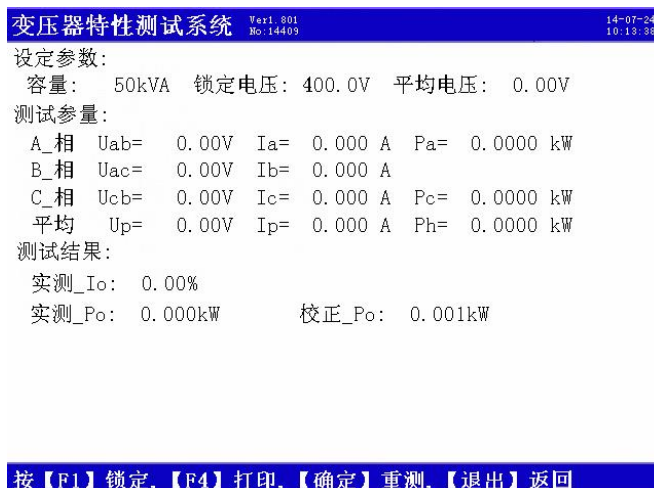 变压器特性测试系统 Ver1.801 14-07-24
No:14409 10:13:38
设定参数:
容量: 50kVA 锁定电压: 400.0V 平均电压: 0.00V
测试参量:
A_相 Uab= 0.00V Ia= 0.000 A Pa= 0.0000 kW
B_相 Uac= 0.00V Ib= 0.000 A
C_相 Ucb= 0.00V Ic= 0.000 A Pc= 0.0000 kW
平均 Up= 0.00V Ip= 0.000 A Ph= 0.0000 kW
测试结果:
实测_Io: 0.00%
实测_Po: 0.000kW 校正_Po: 0.001kW
按【F1】锁定,【F4】打印,【确定】重测,【退出】返回